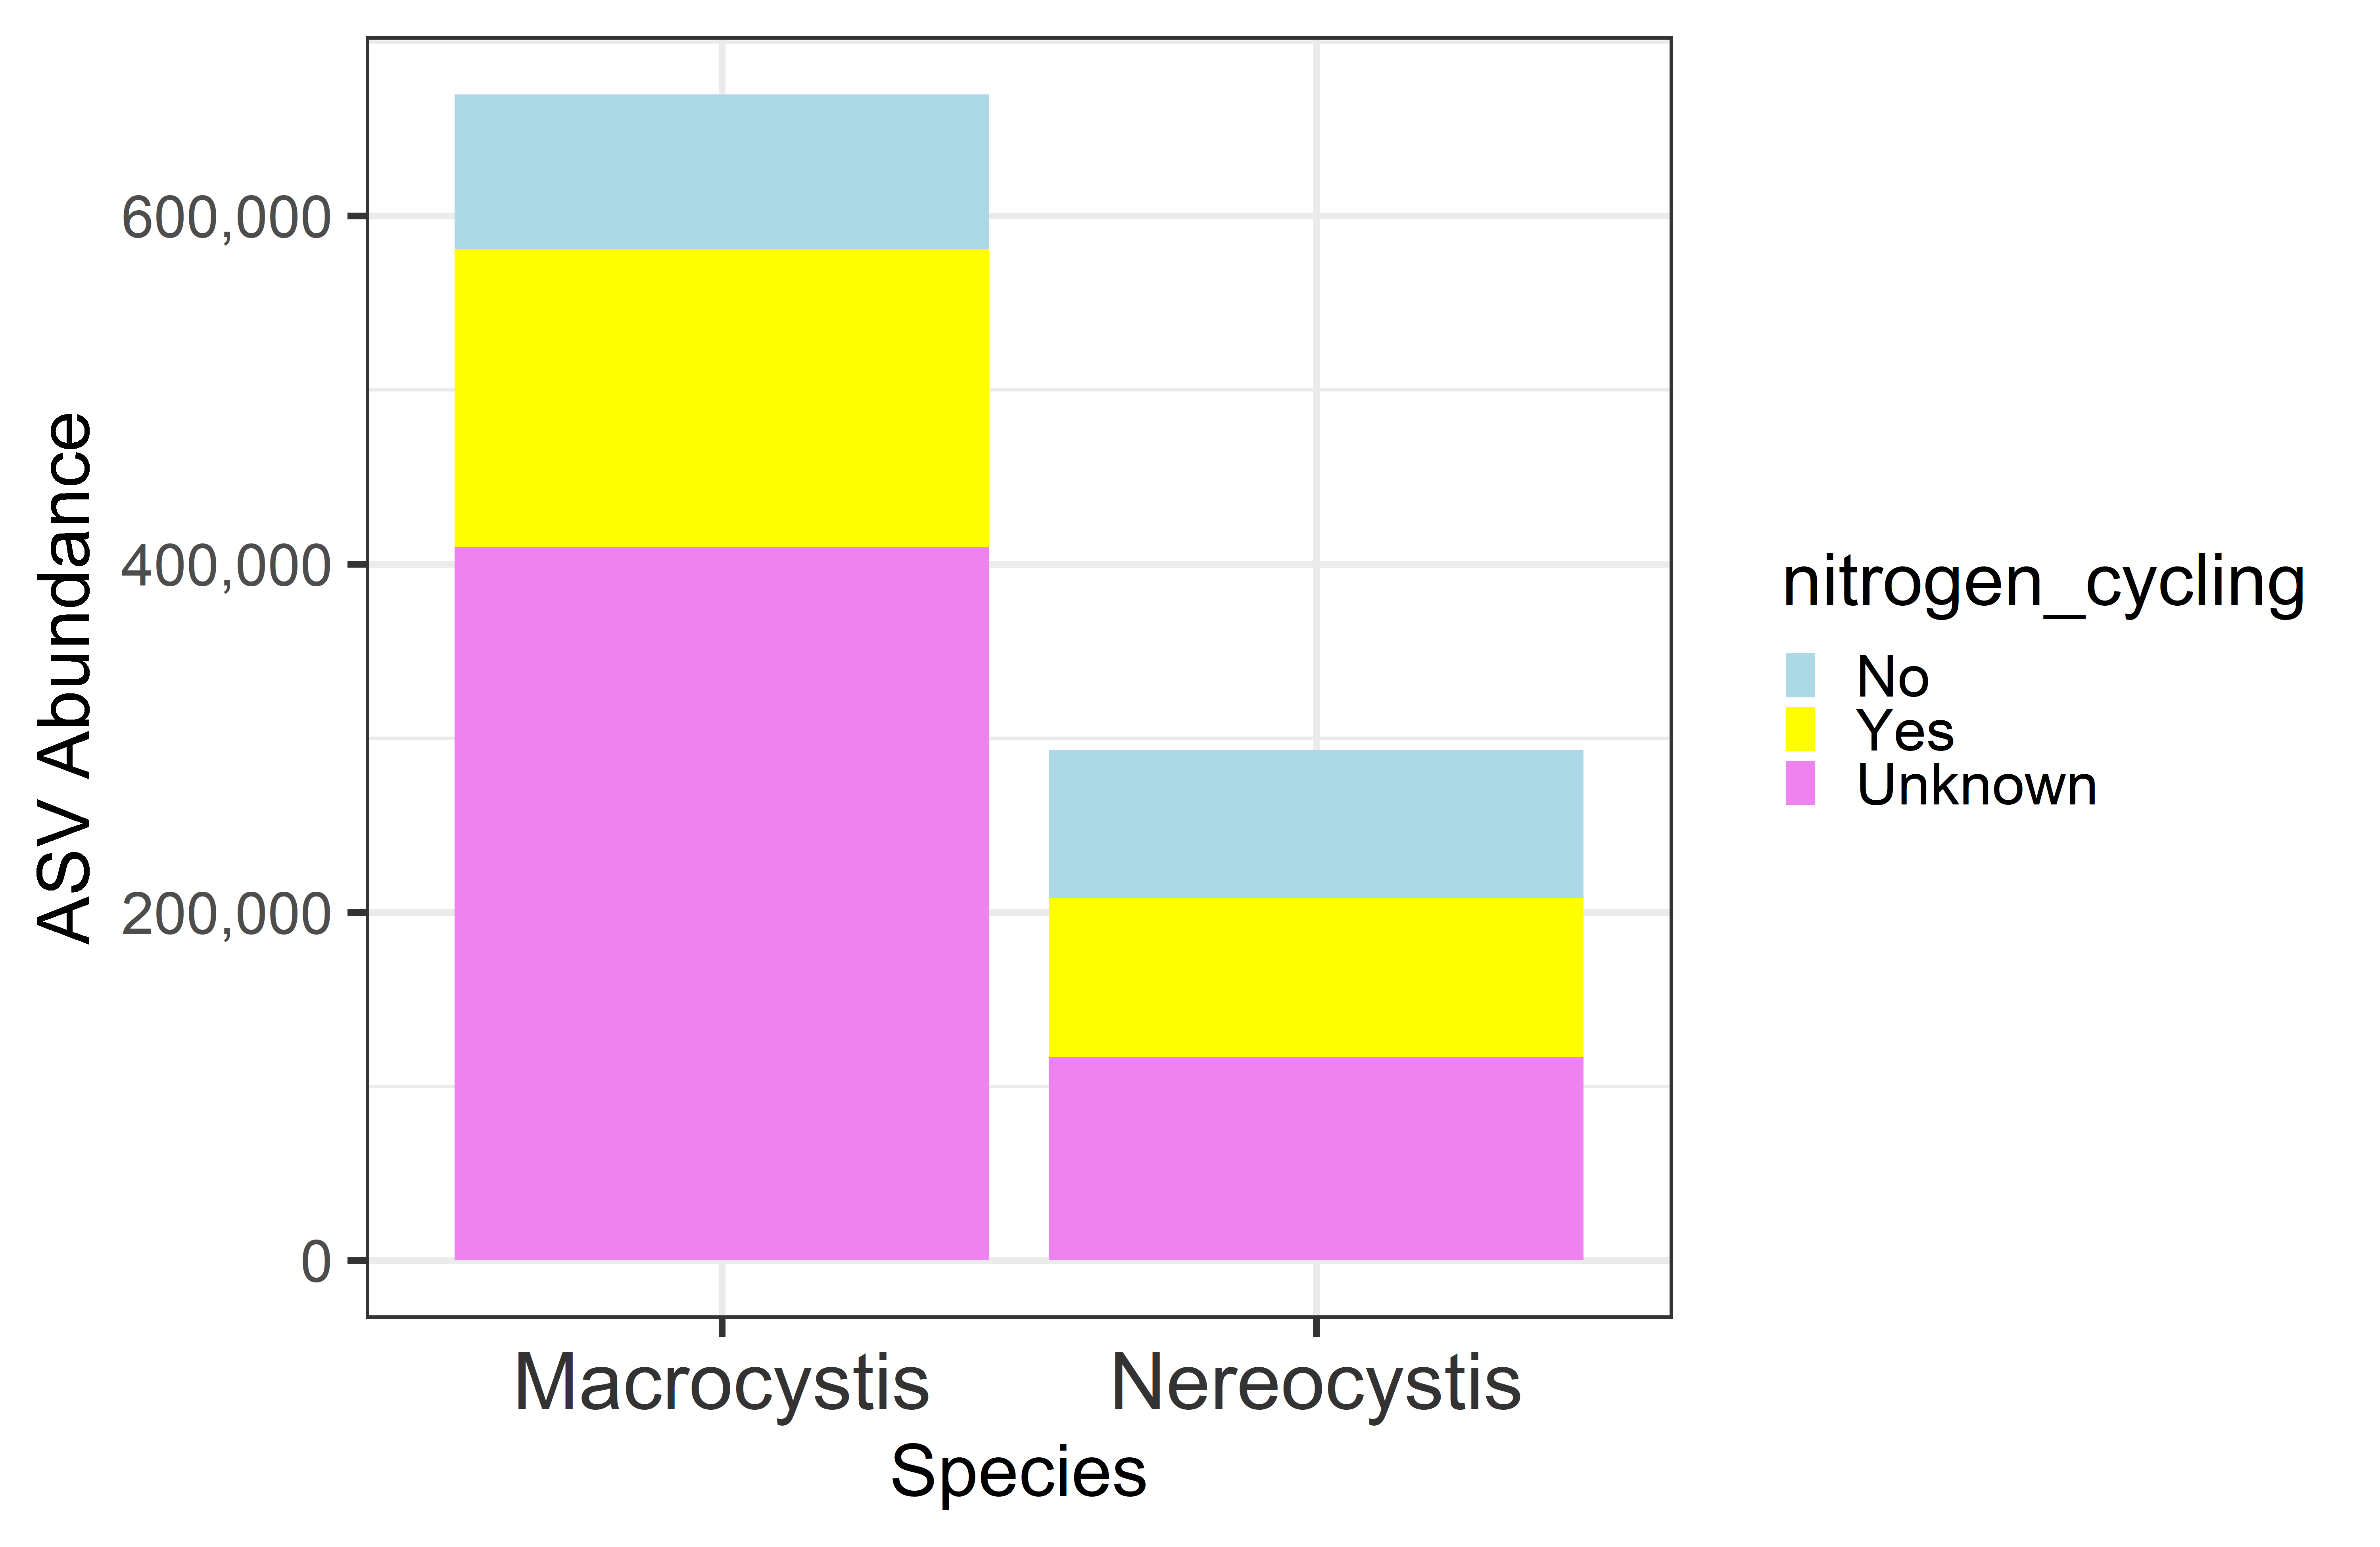 ASV Abundance
600,000
400,000
200,000
0
Macrocystis
Nereocystis
Species
nitrogen_cycling
No
Yes
Unknown